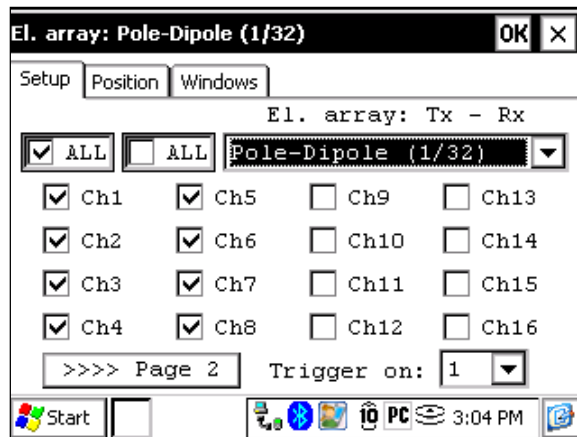 El. array: Pole-Dipole (1/32) OK
Setup Position Windows
El. array: Tx - Rx
ALL ALL Pole-Dipole (1/32)
Ch1 Ch5 Ch9 Ch13
Ch2 Ch6 Ch10 Ch14
Ch3 Ch7 Ch11 Ch15
Ch4 Ch8 Ch12 Ch16
>>>> Page 2 Trigger on: 1
Start PC 3:04 PM